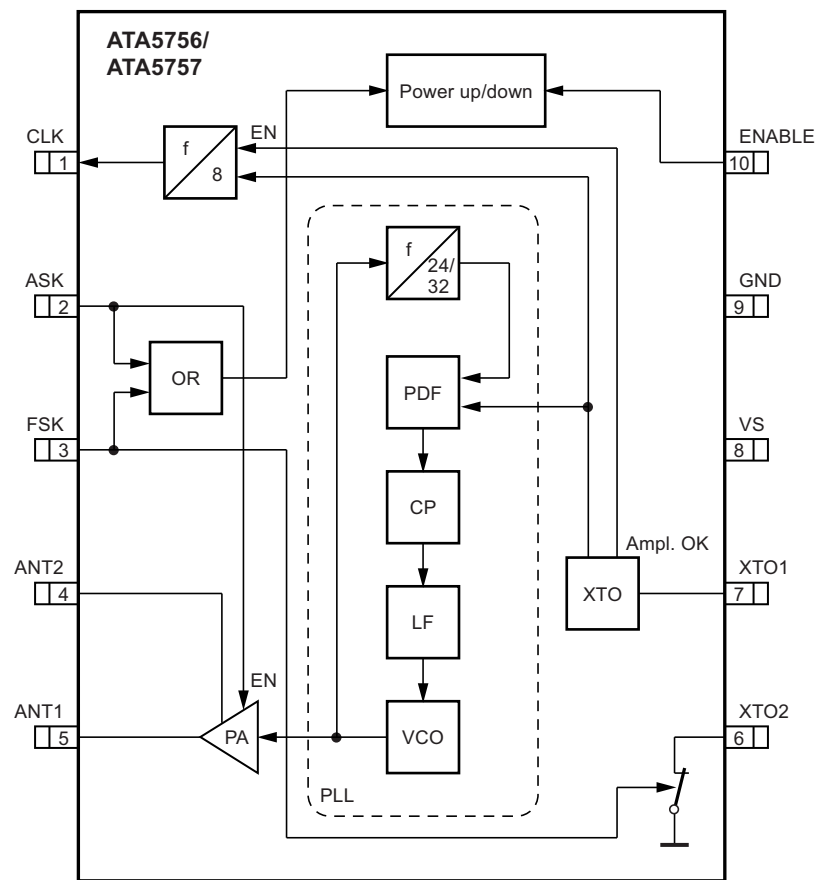 ATA5756/
ATA5757
Power up/down
CLK
1
f
8
EN
ENABLE
10
ASK
2
f
24/
32
GND
9
OR
PDF
FSK
3
VS
8
CP
Ampl. OK
ANT2
4
LF
XTO
XTO1
7
EN
ANT1
5
PA
VCO
XTO2
6
PLL